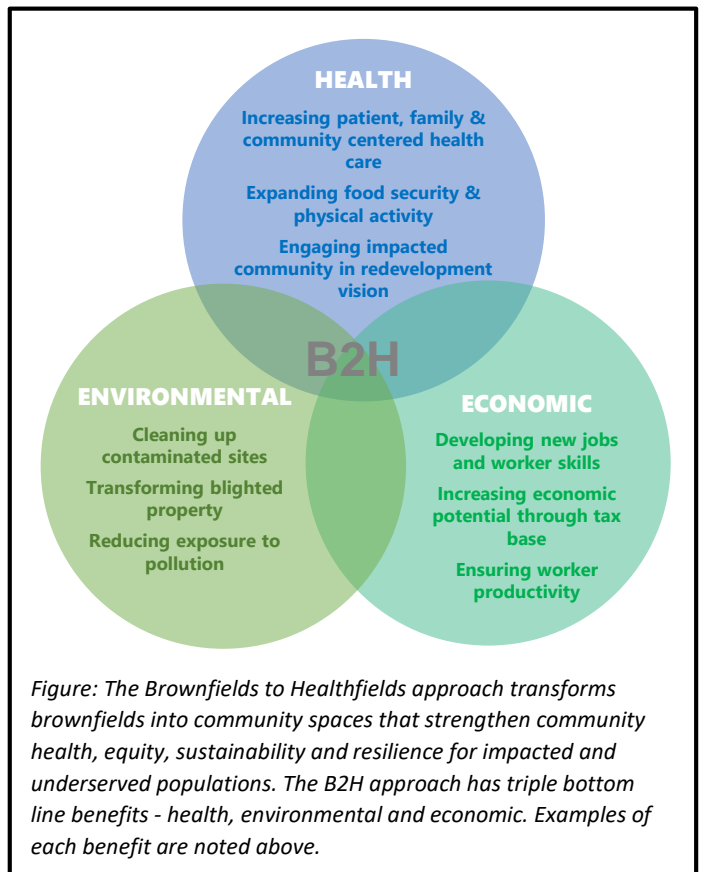 HEALTH
Increasing patient, family &
community centered health
care
Expanding food security &
physical activity
Engaging impacted
community in redevelopment
vision
B2H
ENVIRONMENTAL
Cleaning up
contaminated sites
Transforming blighted
property
Reducing exposure to
pollution
ECONOMIC
Developing new jobs
and worker skills
Increasing economic
potential through tax
base
Ensuring worker
productivity
Figure: The Brownfields to Healthfields approach transforms
brownfields into community spaces that strengthen community
health, equity, sustainability and resilience for impacted and
underserved populations. The B2H approach has triple bottom
line benefits - health, environmental and economic. Examples of
each benefit are noted above.